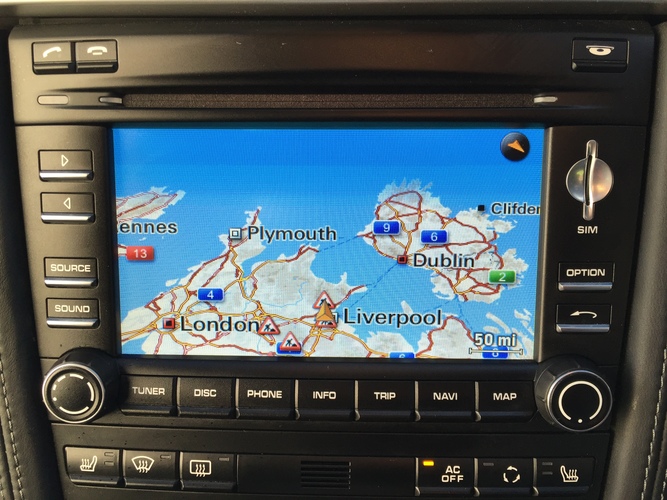 SIM
SOURCE
SOUND
OPTION
ennes
13
Plymouth
9
6
Clifden
Dublin
2
4
London
Liverpool
50 mi
6
8
TUNER
DISC
PHONE
INFO
TRIP
NAVI
MAP
AC
OFF